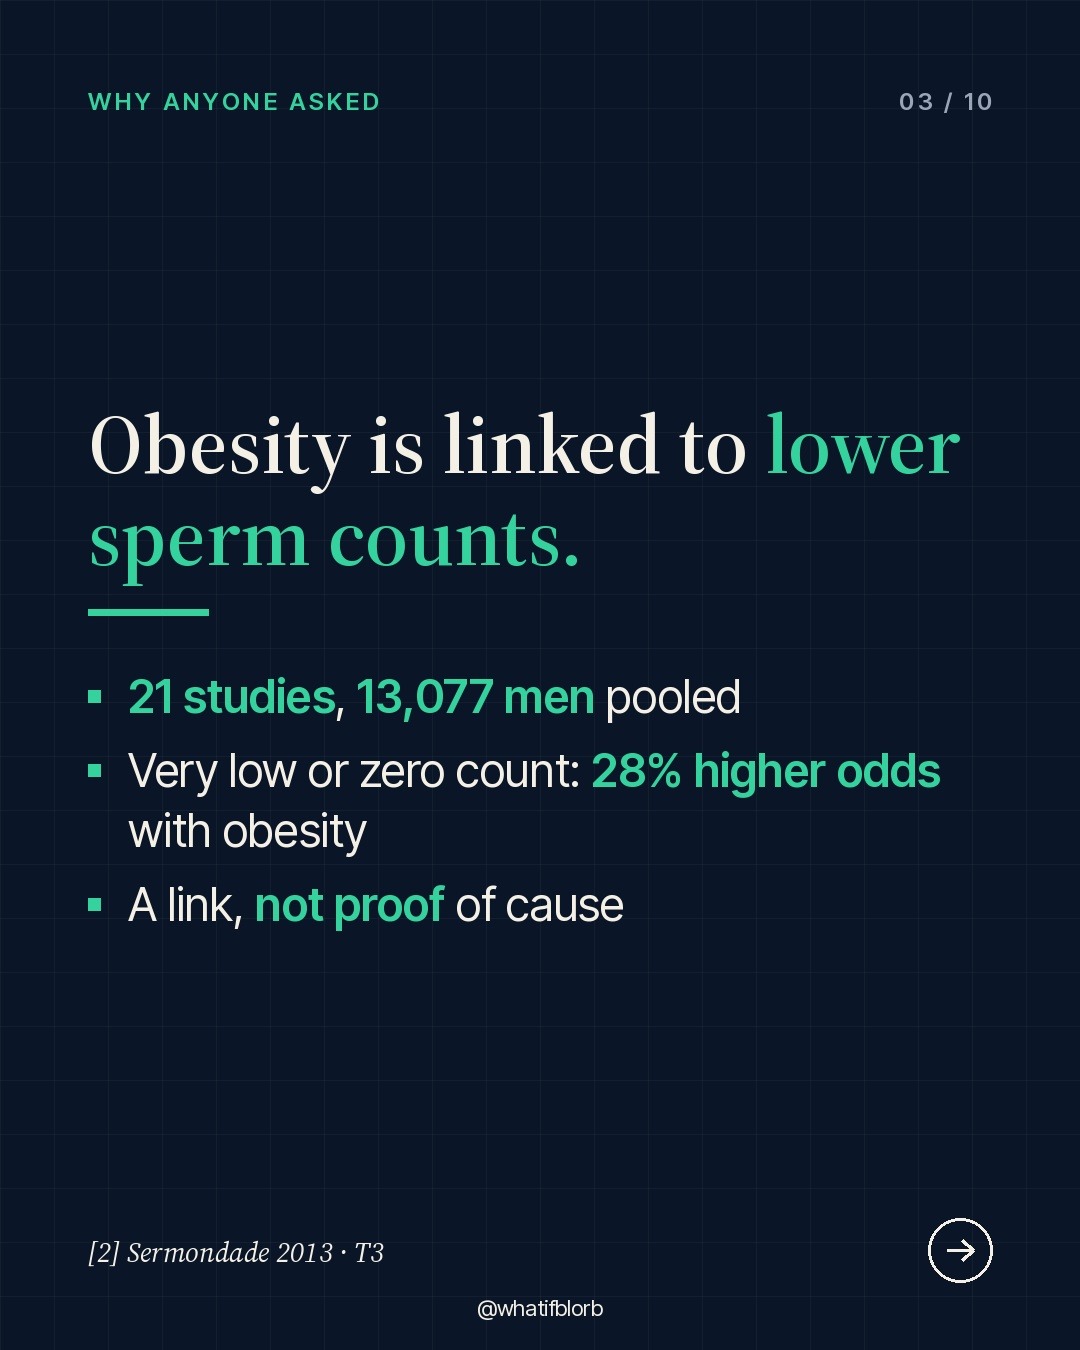 WHY ANYONE ASKED
03 / 10
Obesity is linked to lower
sperm counts.
21 studies, 13,077 men pooled
Very low or zero count: 28% higher odds
with obesity
A link, not proof of cause
[2] Sermondade 2013 · T3
@whatifblorb